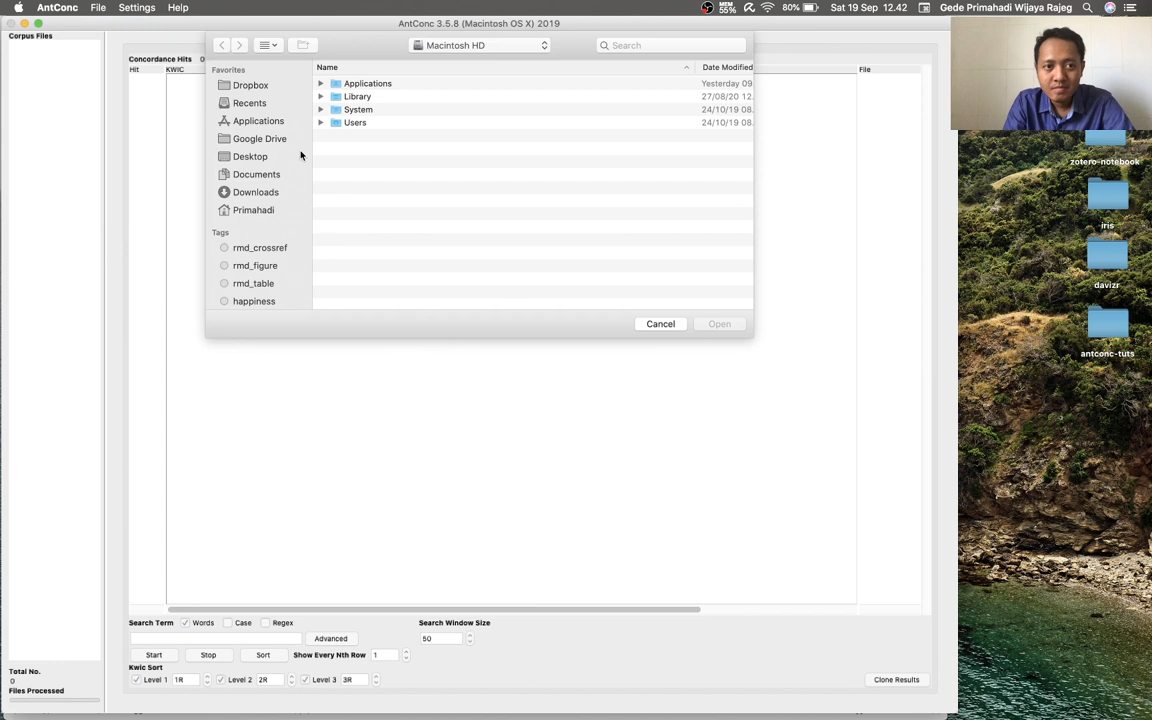 AntConc File Settings Help
MEM 55% 80% Sat 19 Sep 12.42 Gede Primahadi Wijaya Rajeg
AntConc 3.5.8 (Macintosh OS X) 2019
Corpus Files
Macintosh HD
Search
Concordance Hits 0
Hit KWIC File
Favorites
Dropbox
Recents
Applications
Google Drive
Desktop
Documents
Downloads
Primahadi
Tags
rmd_crossref
rmd_figure
rmd_table
happiness
Name Date Modified
Applications Yesterday 09
Library 27/08/20 12.
System 24/10/19 08.
Users 24/10/19 08.
Cancel Open
zotero-notebook
iris
davizr
antconc-tuts
Search Term Words Case Regex Search Window Size
Advanced 50
Start Stop Sort Show Every Nth Row 1
Kwic Sort
Level 1 1R Level 2 2R Level 3 3R Clone Results
Total No.
0
Files Processed